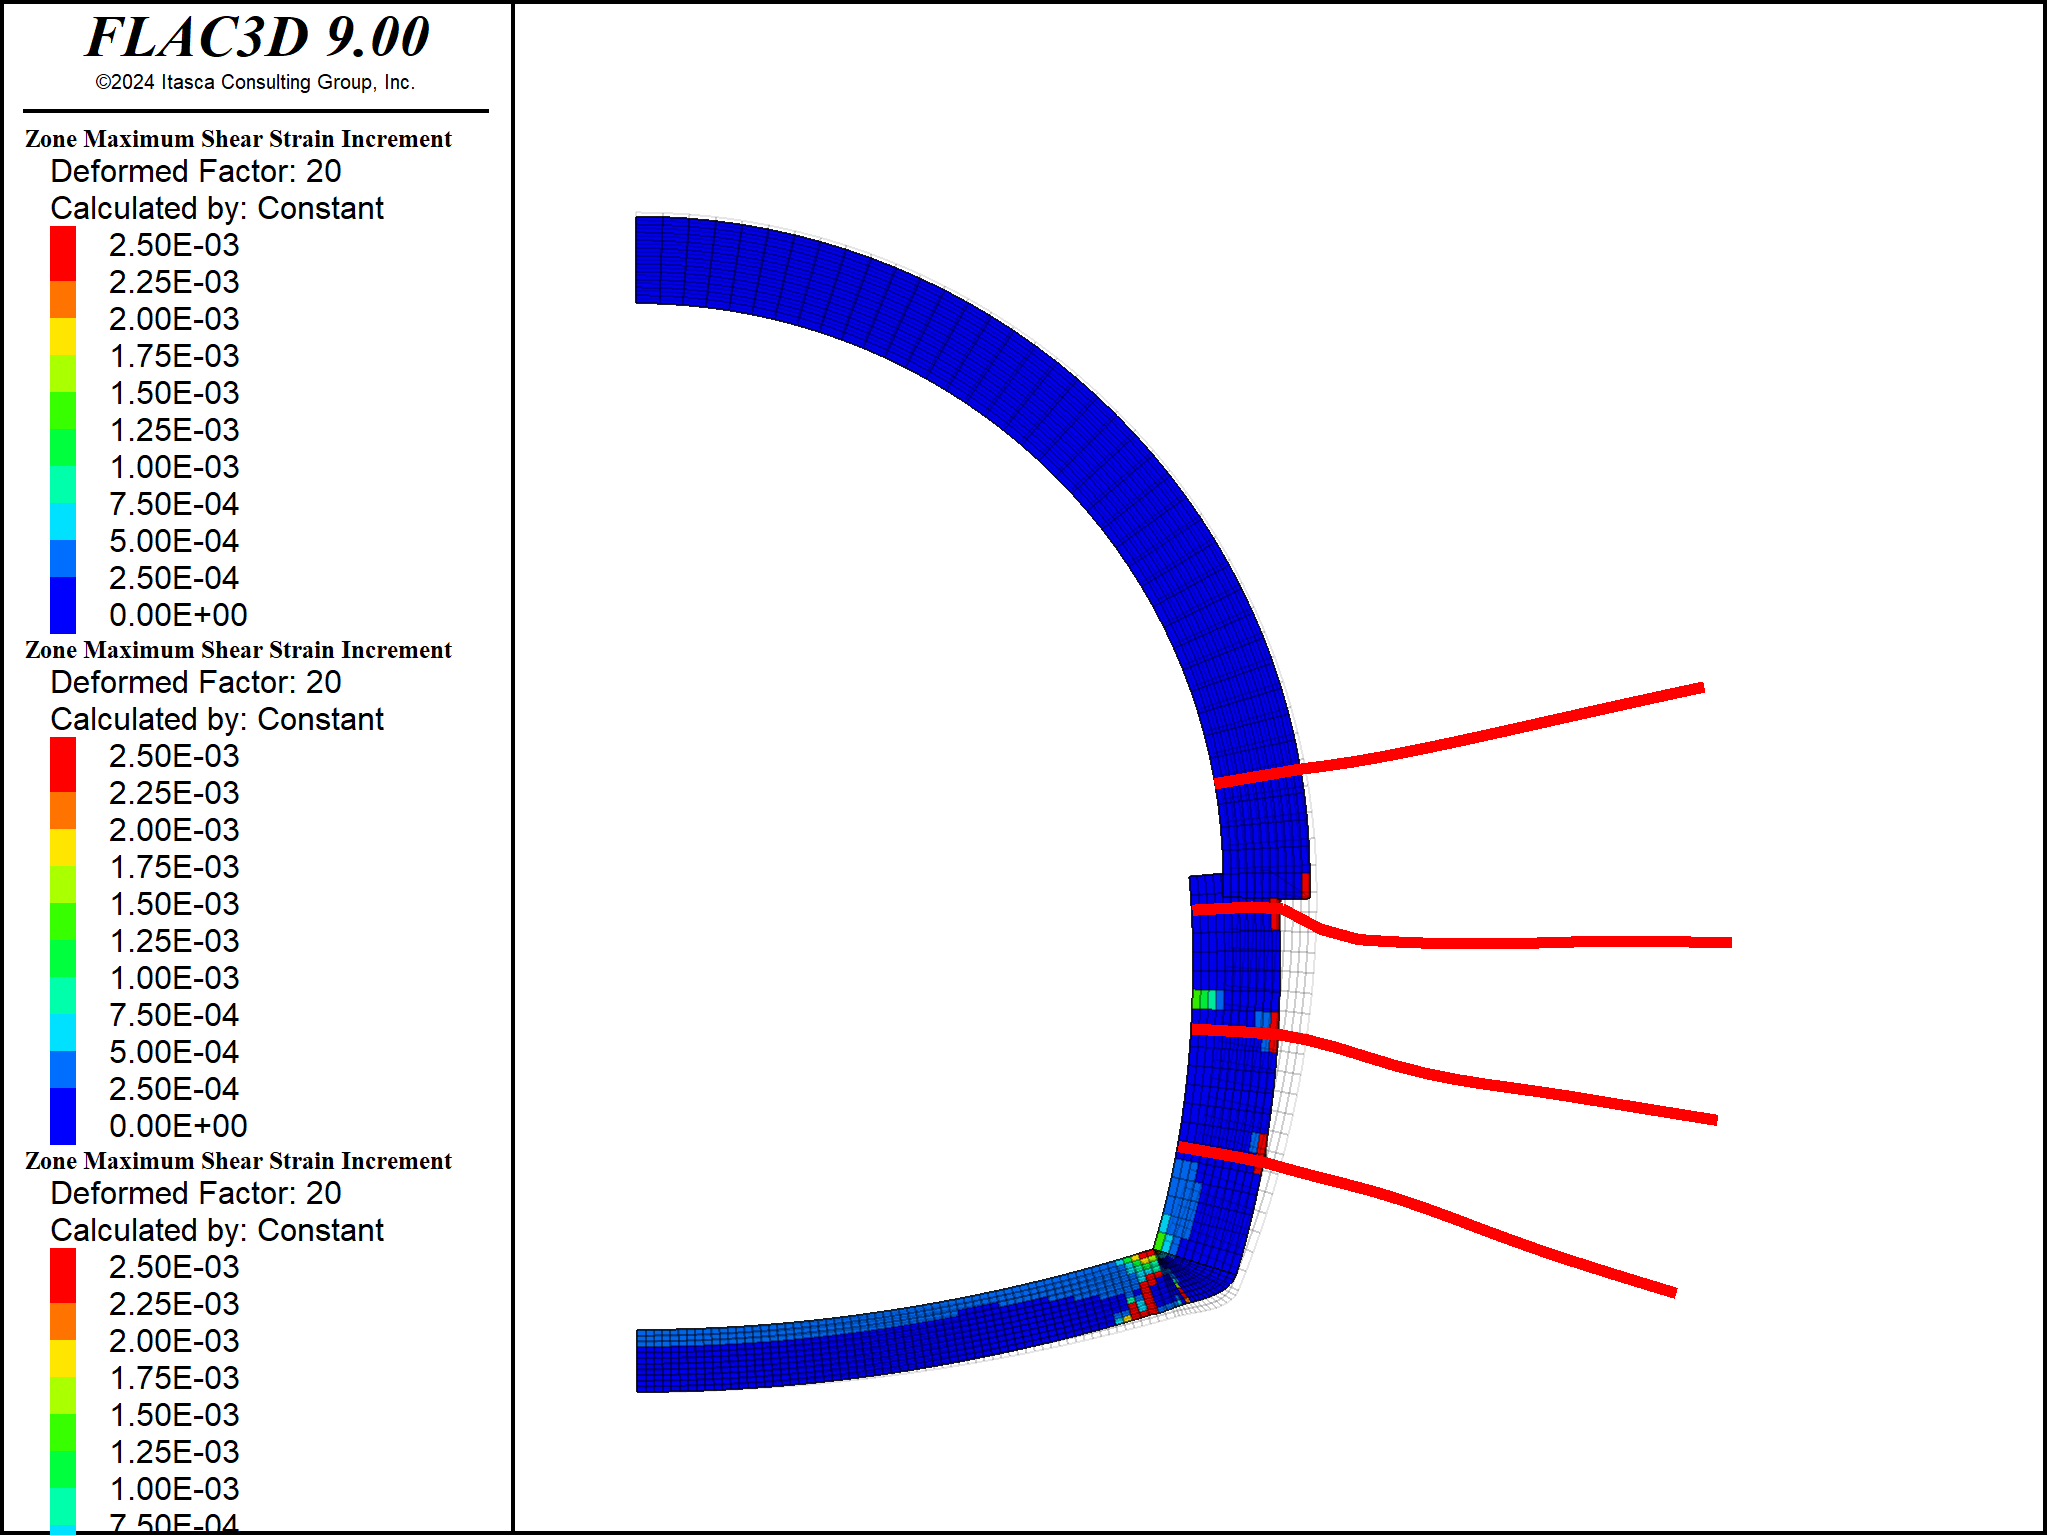 FLAC3D 9.00
©2024 Itasca Consulting Group, Inc.
Zone Maximum Shear Strain Increment
Deformed Factor: 20
Calculated by: Constant
2.50E-03
2.25E-03
2.00E-03
1.75E-03
1.50E-03
1.25E-03
1.00E-03
7.50E-04
5.00E-04
2.50E-04
0.00E+00
Zone Maximum Shear Strain Increment
Deformed Factor: 20
Calculated by: Constant
2.50E-03
2.25E-03
2.00E-03
1.75E-03
1.50E-03
1.25E-03
1.00E-03
7.50E-04
5.00E-04
2.50E-04
0.00E+00
Zone Maximum Shear Strain Increment
Deformed Factor: 20
Calculated by: Constant
2.50E-03
2.25E-03
2.00E-03
1.75E-03
1.50E-03
1.25E-03
1.00E-03
7.50E-04